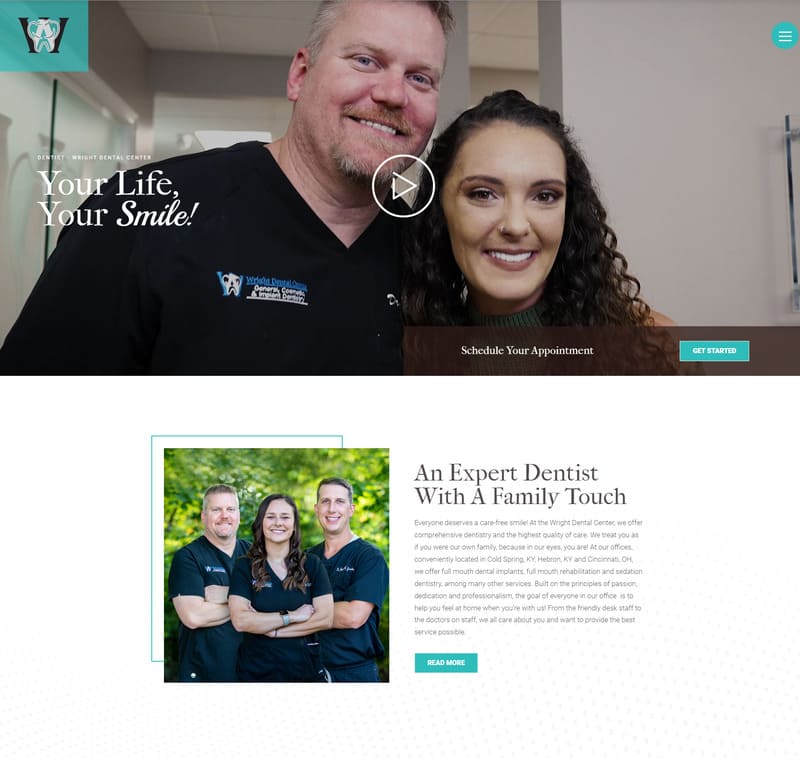 W
DENTIST - WRIGHT DENTAL CENTER
Your Life,
Your Smile!
Wright Dental Center
General, Cosmetic
& Implant Dentistry
Schedule Your Appointment
GET STARTED
An Expert Dentist
With A Family Touch
Everyone deserves a care-free smile! At the Wright Dental Center, we offer
comprehensive dentistry and the highest quality of care. We treat you as
if you were our own family, because in our eyes, you are! At our offices,
conveniently located in Cold Spring, KY, Hebron, KY and Cincinnati, OH,
we offer full mouth dental implants, full mouth rehabilitation and sedation
dentistry, among many other services. Built on the principles of passion,
dedication and professionalism, the goal of everyone in our office is to
help you feel at home when you're with us! From the friendly desk staff to
the doctors on staff, we all care about you and want to provide the best
service possible.
READ MORE